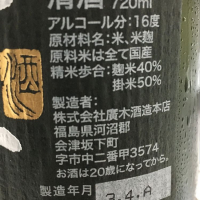 清酒 720ml
アルコール分：16度
原材料名：米、米麹
原料米は全て国産
精米歩合：麹米40%
掛米50%
製造者：
株式会社廣木酒造本店
福島県河沼郡
会津坂下町
字市中二番甲3574
お酒は20歳になってから。
製造年月
3.4.A
酒